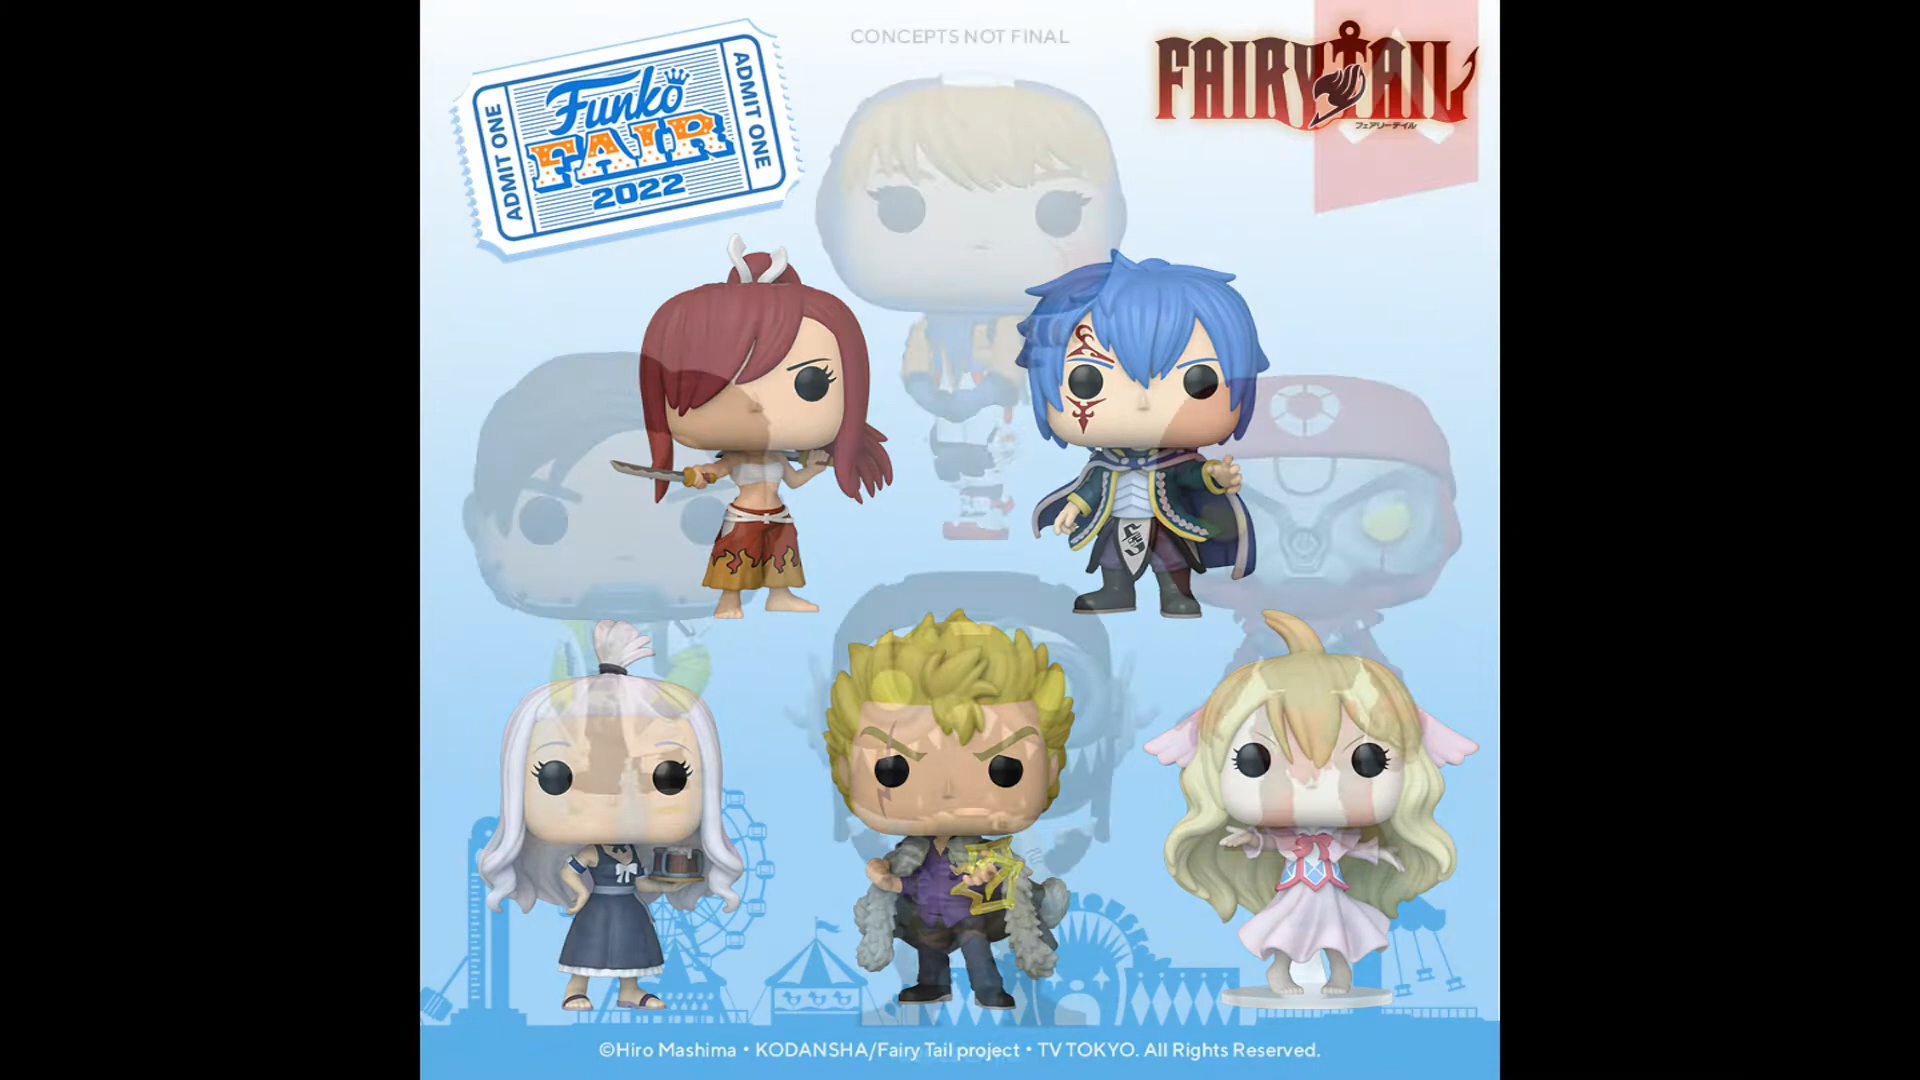 CONCEPTS NOT FINAL
ADMIT ONE
Funko
FAIR
2022
ADMIT ONE
FAIRY TAIL
フェアリーテイル
©Hiro Mashima • KODANSHA/Fairy Tail project • TV TOKYO. All Rights Reserved.